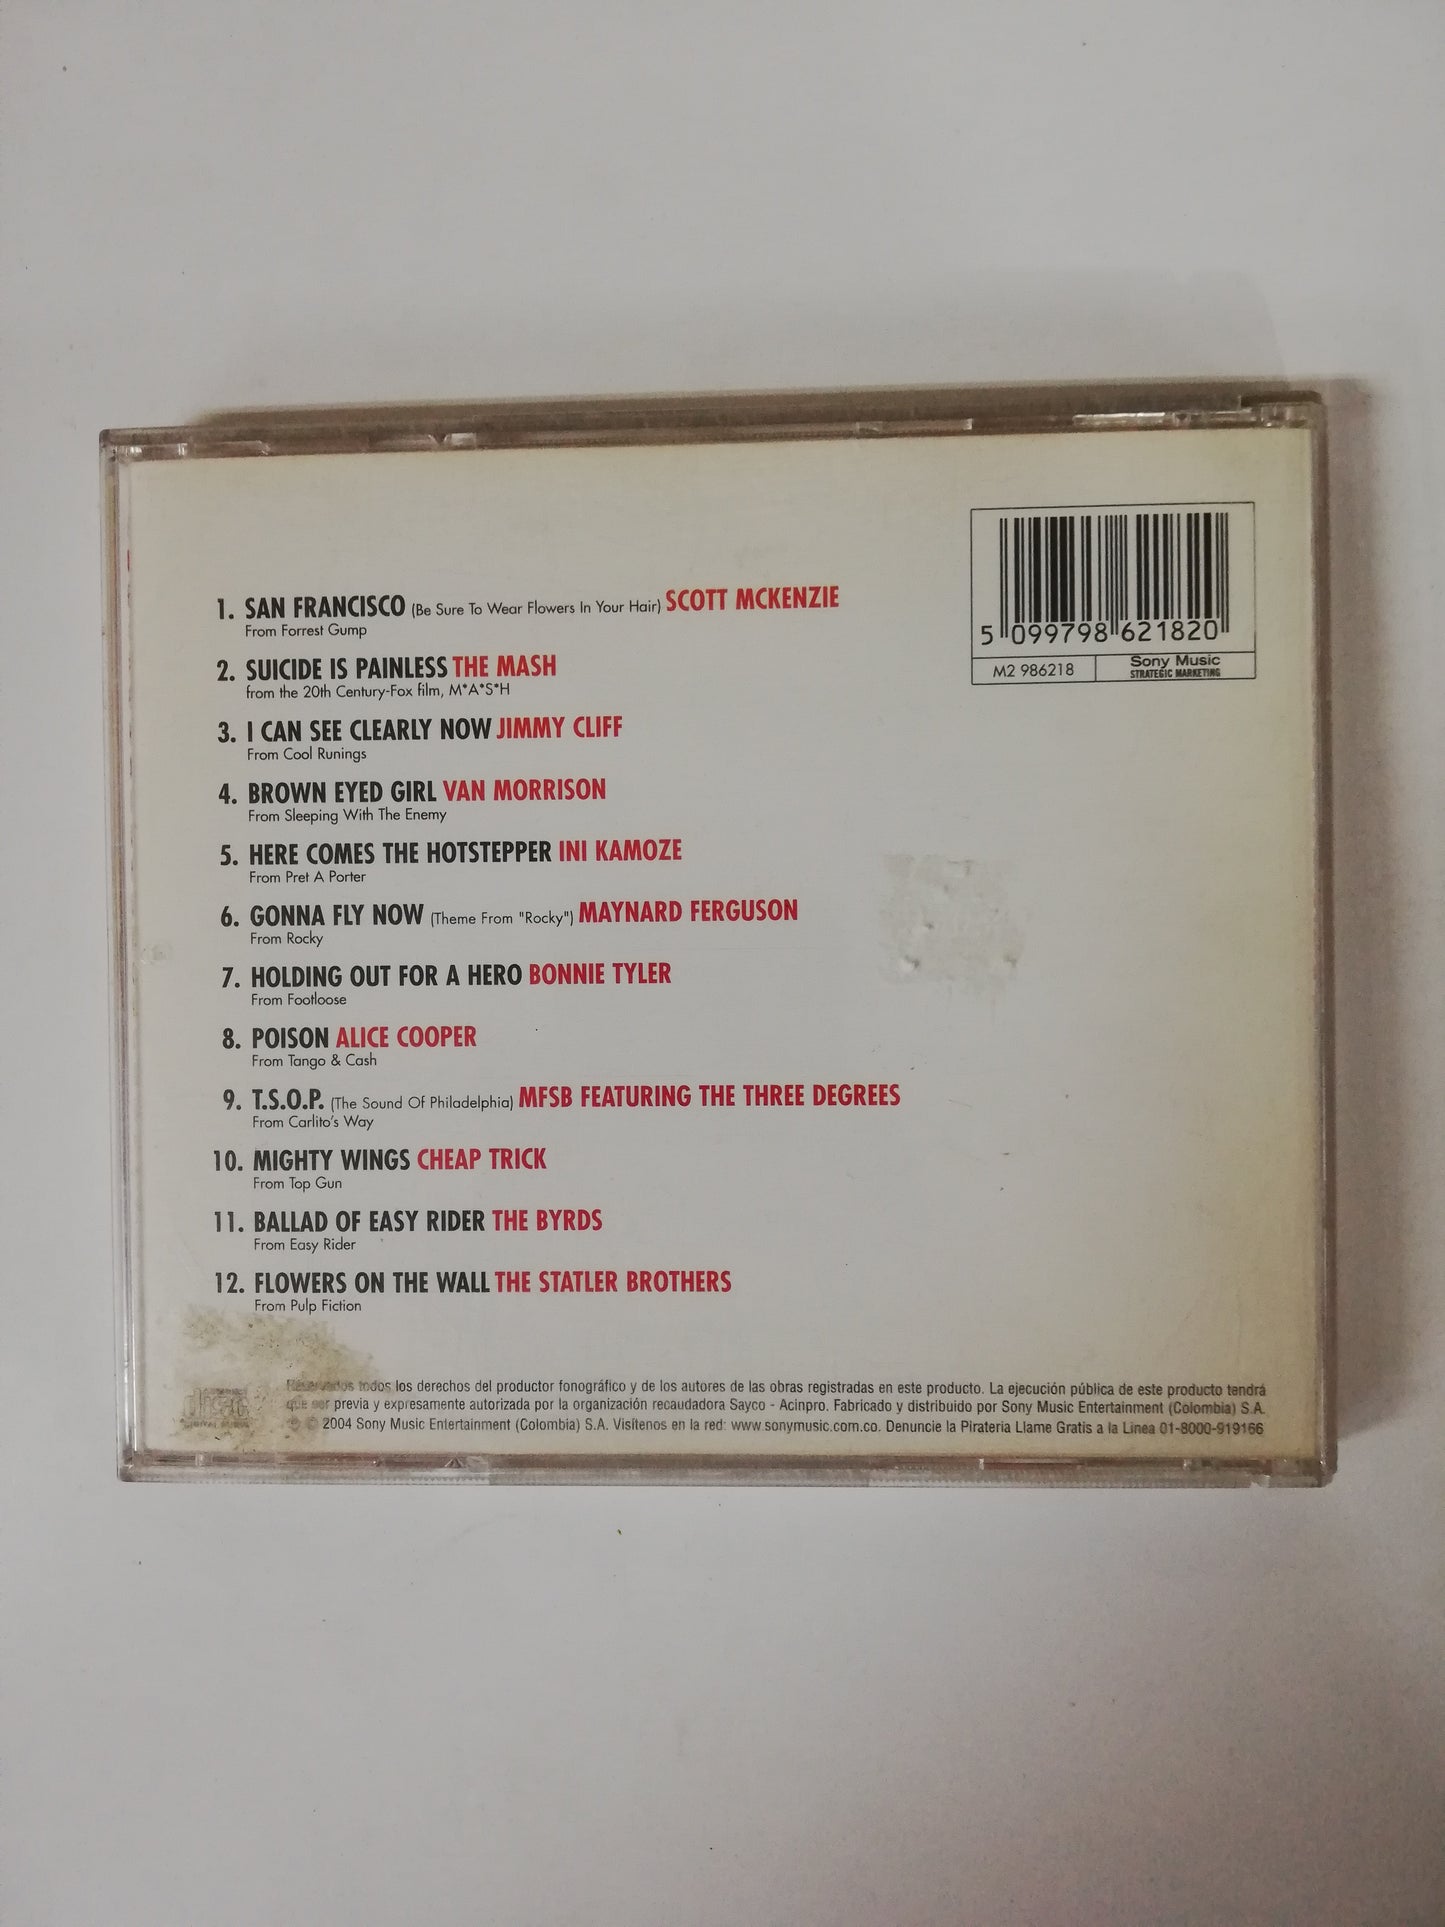 5 099798 621820
M2 986218 Sony Music
STRATEGIC MARKETING
1. SAN FRANCISCO (Be Sure To Wear Flowers In Your Hair) SCOTT MCKENZIE
From Forrest Gump
2. SUICIDE IS PAINLESS THE MASH
from the 20th Century-Fox film, M*A*S*H
3. I CAN SEE CLEARLY NOW JIMMY CLIFF
From Cool Runings
4. BROWN EYED GIRL VAN MORRISON
From Sleeping With The Enemy
5. HERE COMES THE HOTSTEPPER INI KAMOZE
From Pret A Porter
6. GONNA FLY NOW (Theme From "Rocky") MAYNARD FERGUSON
From Rocky
7. HOLDING OUT FOR A HERO BONNIE TYLER
From Footloose
8. POISON ALICE COOPER
From Tango & Cash
9. T.S.O.P. (The Sound Of Philadelphia) MFSB FEATURING THE THREE DEGREES
From Carlito's Way
10. MIGHTY WINGS CHEAP TRICK
From Top Gun
11. BALLAD OF EASY RIDER THE BYRDS
From Easy Rider
12. FLOWERS ON THE WALL THE STATLER BROTHERS
From Pulp Fiction
Reservados todos los derechos del productor fonográfico y de los autores de las obras registradas en este producto. La ejecución pública de este producto tendrá
que ser previa y expresamente autorizada por la organización recaudadora Sayco - Acinpro. Fabricado y distribuido por Sony Music Entertainment (Colombia) S.A.
℗ © 2004 Sony Music Entertainment (Colombia) S.A. Visítenos en la red: www.sonymusic.com.co. Denuncie la Pirateria Llame Gratis a la Linea 01-8000-919166